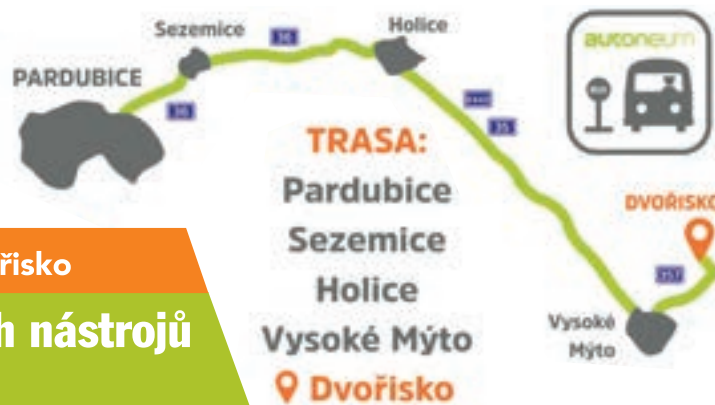 Sezemice
36
Holice
autoneum
PARDUBICE
36
35
TRASA:
Pardubice
Sezemice
Holice
Vysoké Mýto
Dvořisko
DVOŘISKO
357
Vysoké
Mýto
řisko
h nástrojů